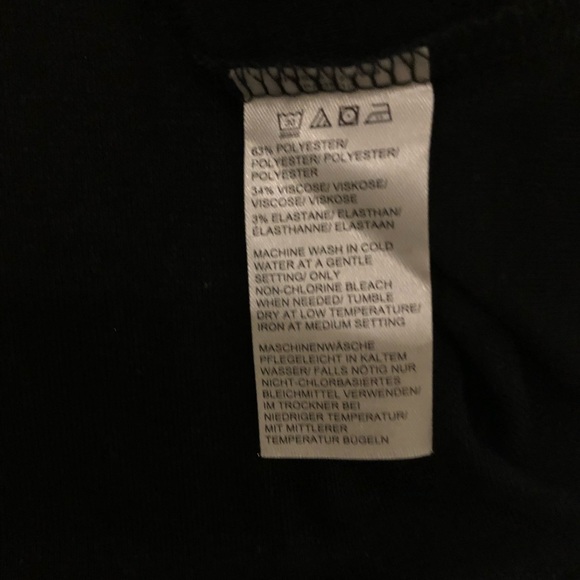 30
63% POLYESTER/
POLYESTER/ POLYESTER/
POLYESTER
34% VISCOSE/ VISKOSE/
VISCOSE/ VISKOSE
3% ELASTANE/ ELASTHAN/
ÉLASTHANNE/ ELASTAAN
MACHINE WASH IN COLD
WATER AT A GENTLE
SETTING/ ONLY
NON-CHLORINE BLEACH
WHEN NEEDED/ TUMBLE
DRY AT LOW TEMPERATURE/
IRON AT MEDIUM SETTING
MASCHINENWÄSCHE
PFLEGELEICHT IN KALTEM
WASSER/ FALLS NÖTIG NUR
NICHT-CHLORBASIERTES
BLEICHMITTEL VERWENDEN/
IM TROCKNER BEI
NIEDRIGER TEMPERATUR/
MIT MITTLERER
TEMPERATUR BÜGELN